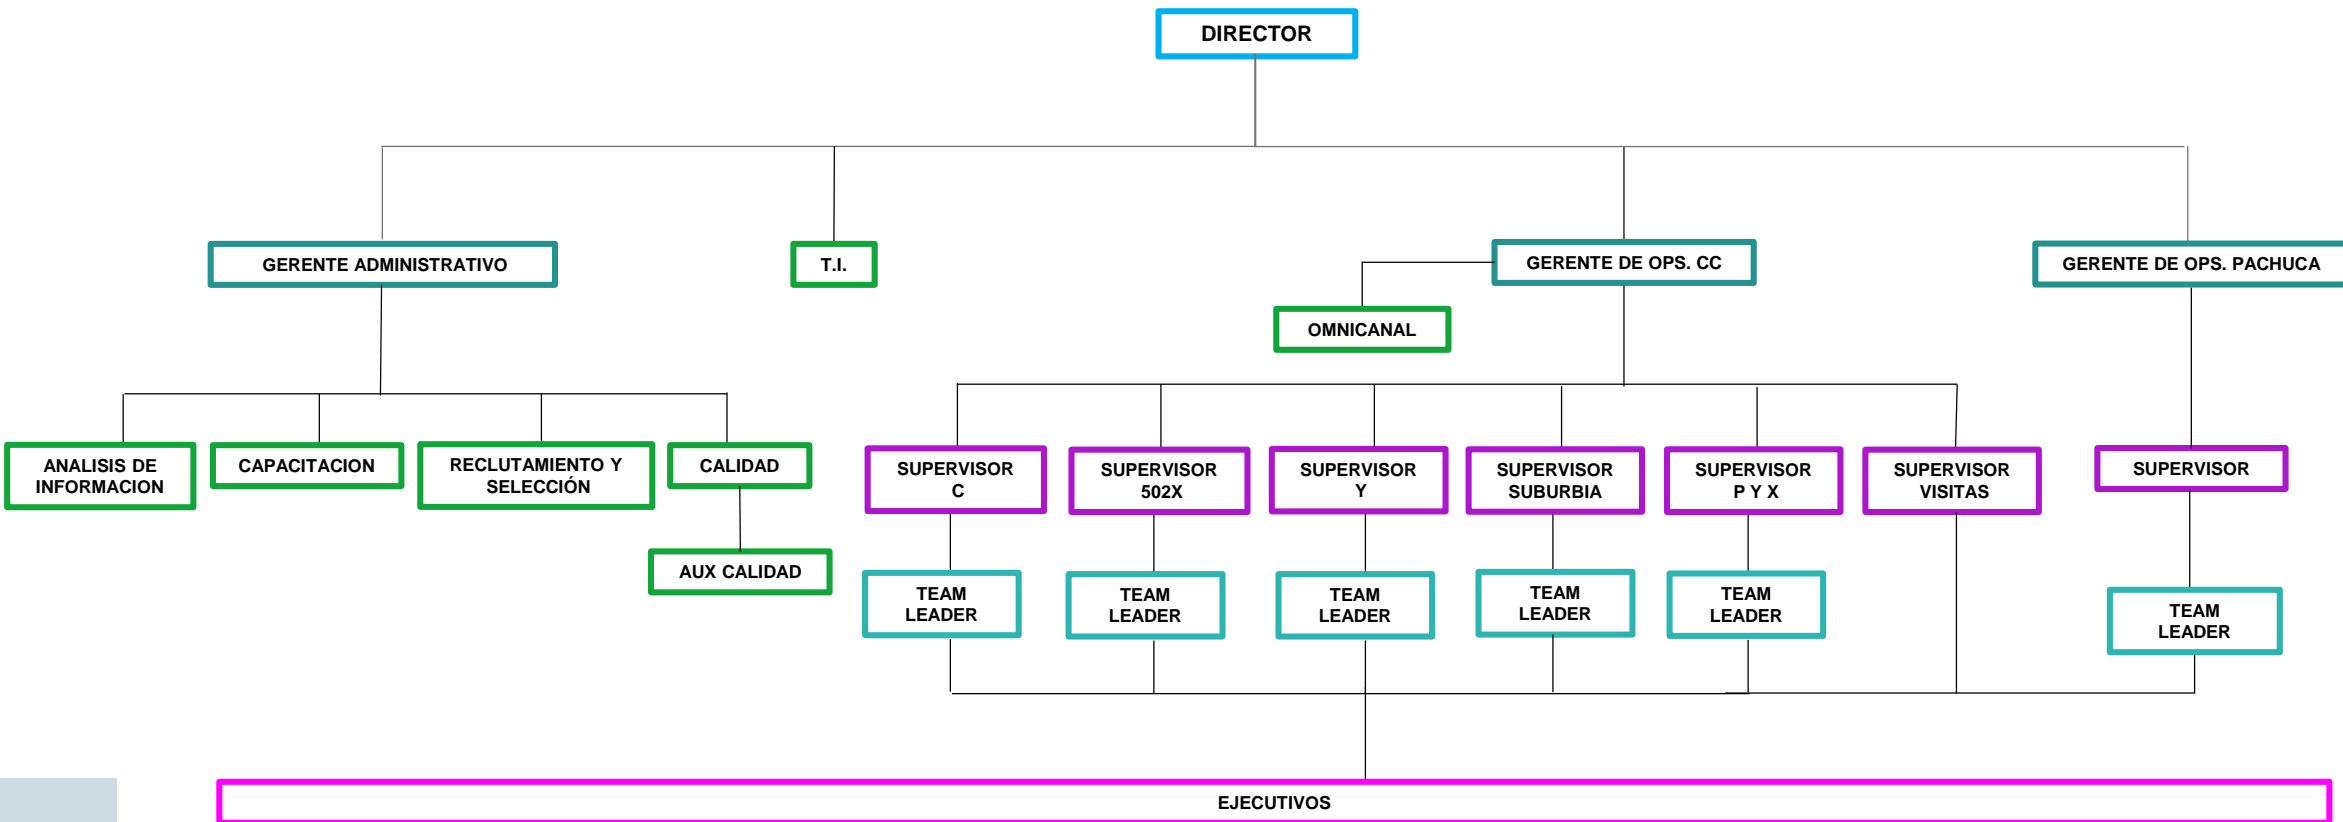 DIRECTOR
GERENTE ADMINISTRATIVO
T.I.
GERENTE DE OPS. CC
GERENTE DE OPS. PACHUCA
OMNICANAL
ANALISIS DE
INFORMACION
CAPACITACION
RECLUTAMIENTO Y
SELECCIÓN
CALIDAD
SUPERVISOR
C
SUPERVISOR
502X
SUPERVISOR
Y
SUPERVISOR
SUBURBIA
SUPERVISOR
P Y X
SUPERVISOR
VISITAS
SUPERVISOR
AUX CALIDAD
TEAM
LEADER
TEAM
LEADER
TEAM
LEADER
TEAM
LEADER
TEAM
LEADER
TEAM
LEADER
EJECUTIVOS